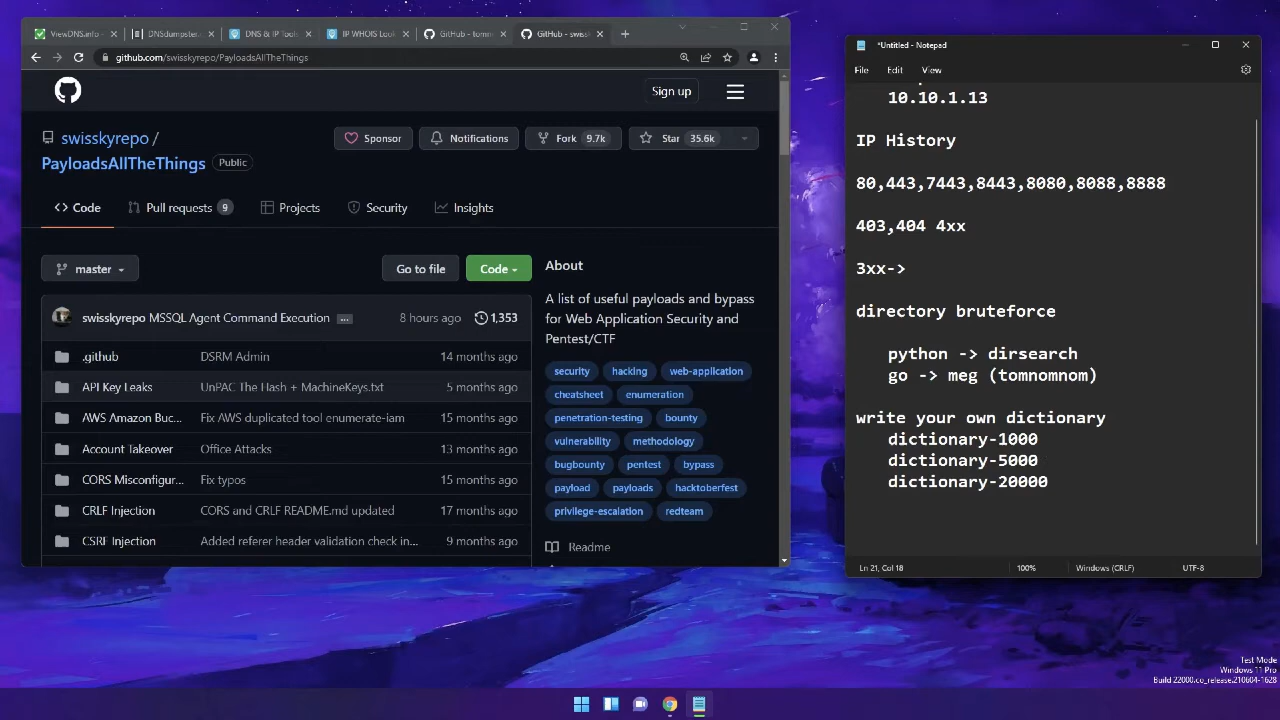 ViewDNS.info -
DNSdumpster.
DNS & IP Tools
IP WHOIS Look
GitHub - tomn
GitHub - swiss
github.com/swisskyrepo/PayloadsAllTheThings
Sign up
swisskyrepo /
PayloadsAllTheThings Public
Sponsor
Notifications
Fork 9.7k
Star 35.6k
<> Code
Pull requests 9
Projects
Security
Insights
master
Go to file
Code
swisskyrepo MSSQL Agent Command Execution ...
8 hours ago
1,353
.github DSRM Admin 14 months ago
API Key Leaks UnPAC The Hash + MachineKeys.txt 5 months ago
AWS Amazon Buc... Fix AWS duplicated tool enumerate-iam 15 months ago
Account Takeover Office Attacks 13 months ago
CORS Misconfigur... Fix typos 15 months ago
CRLF Injection CORS and CRLF README.md updated 17 months ago
CSRF Injection Added referer header validation check in... 9 months ago
About
A list of useful payloads and bypass
for Web Application Security and
Pentest/CTF
security hacking web-application
cheatsheet enumeration
penetration-testing bounty
vulnerability methodology
bugbounty pentest bypass
payload payloads hacktoberfest
privilege-escalation redteam
Readme
*Untitled - Notepad
File Edit View
10.10.1.13
IP History
80,443,7443,8443,8080,8088,8888
403,404 4xx
3xx->
directory bruteforce
python -> dirsearch
go -> meg (tomnomnom)
write your own dictionary
dictionary-1000
dictionary-5000
dictionary-20000
Ln 21, Col 18
100%
Windows (CRLF)
UTF-8
Test Mode
Windows 11 Pro
Build 22000.co_release.210604-1628